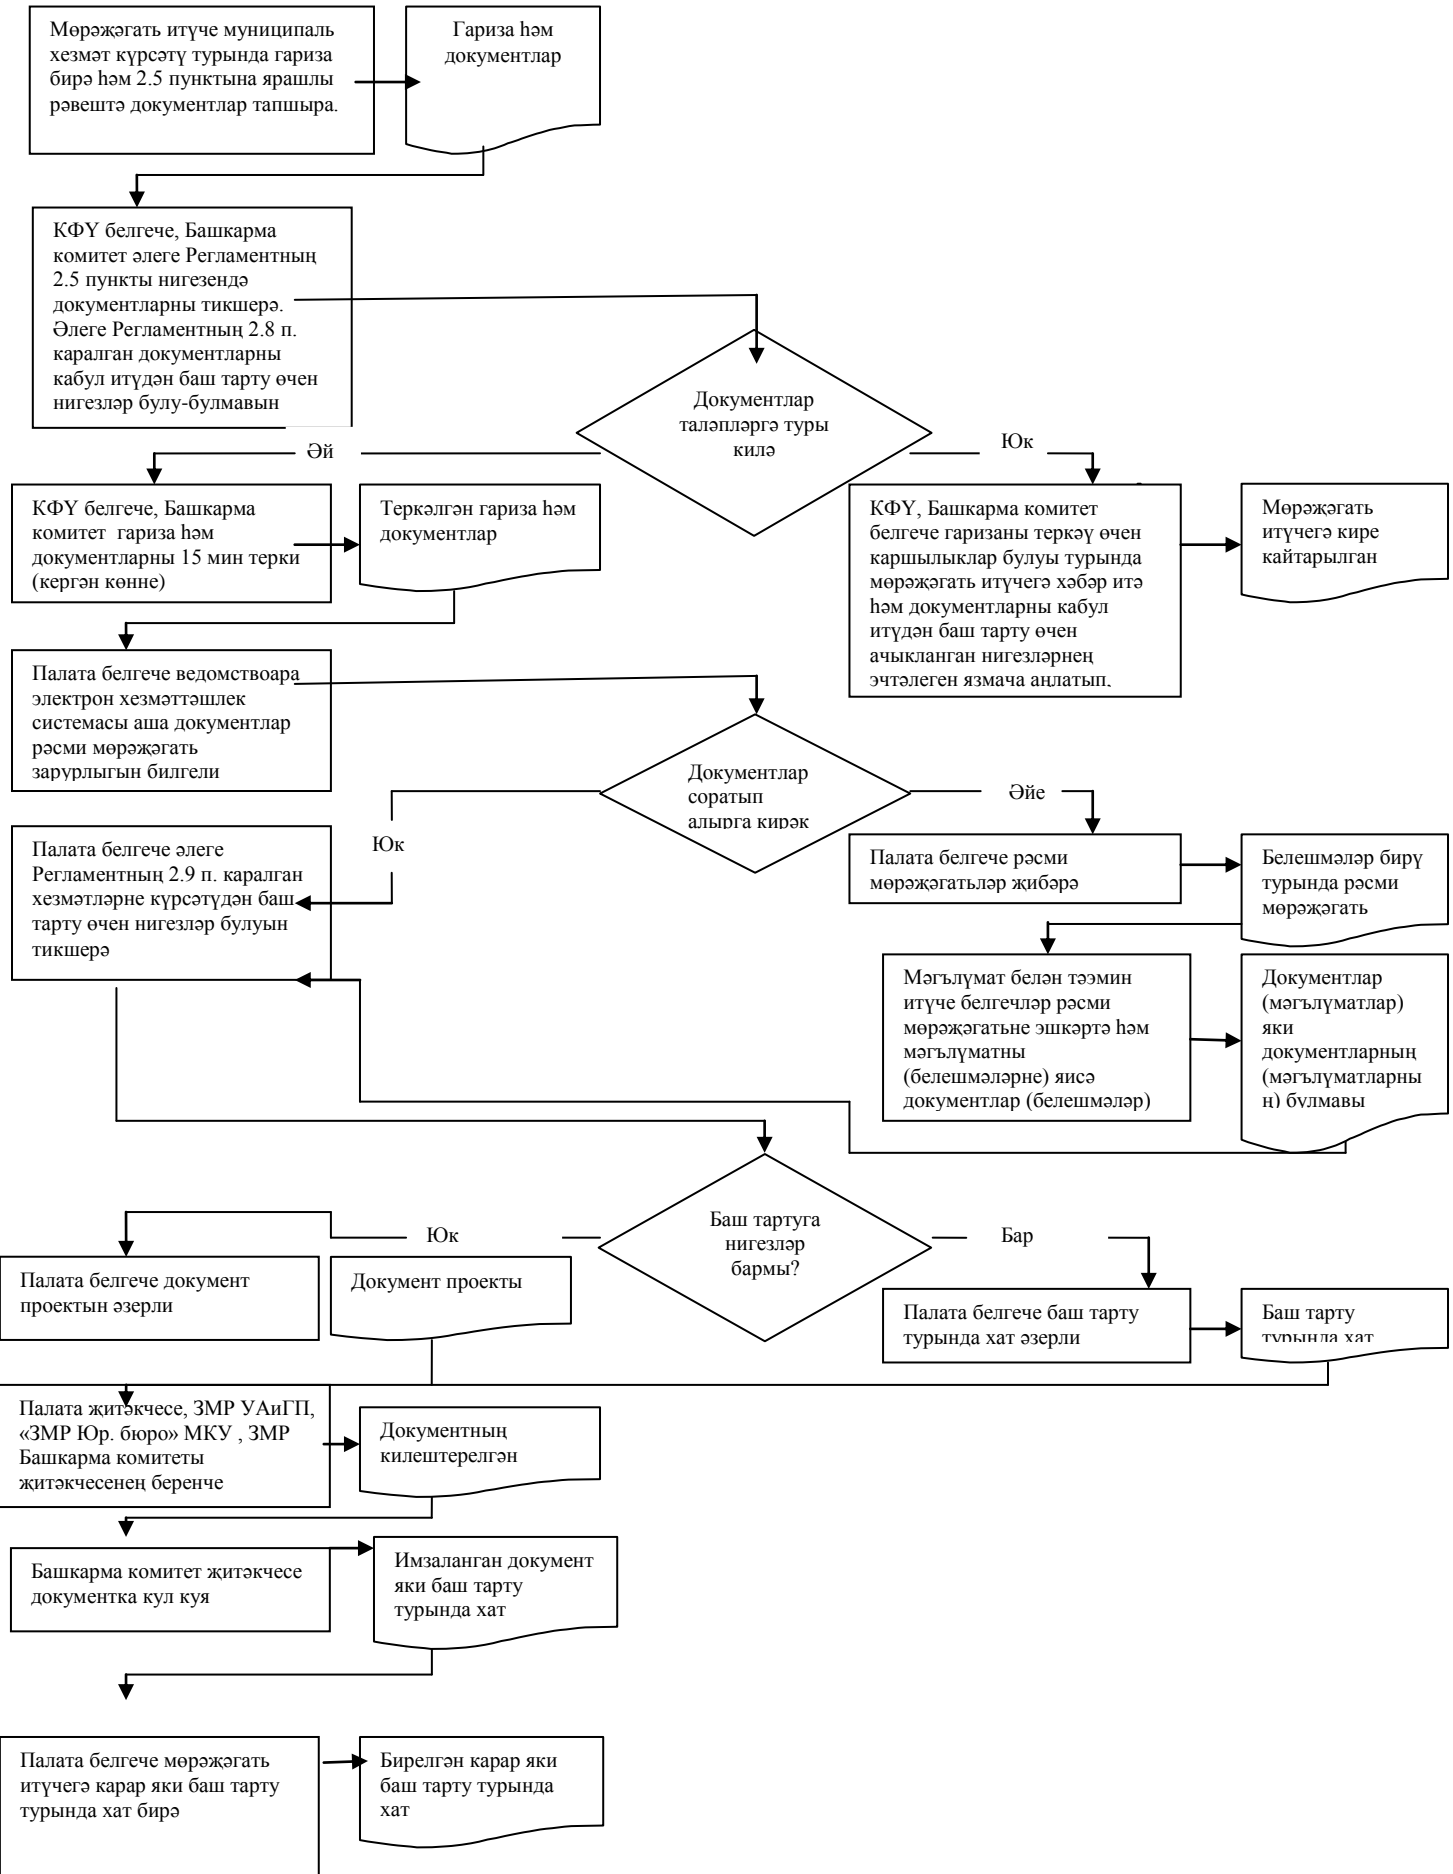 Мөрәҗәгать итүче муниципаль
хезмәт күрсәтү турында гариза
бирә һәм 2.5 пунктына ярашлы
рәвештә документлар тапшыра.
Гариза һәм
документлар
КФҮ белгече, Башкарма
комитет әлеге Регламентның
2.5 пункты нигезендә
документларны тикшерә.
Әлеге Регламентның 2.8 п.
каралган документларны
кабул итүдән баш тарту өчен
нигезләр булу-булмавын
Документлар
таләпләргә туры
килә
Әй
Юк
КФҮ белгече, Башкарма
комитет гариза һәм
документларны 15 мин терки
(кергән көнне)
Теркәлгән гариза һәм
документлар
КФҮ, Башкарма комитет
белгече гаризаны теркәү өчен
каршылыклар булуы турында
мөрәҗәгать итүчегә хәбәр итә
һәм документларны кабул
итүдән баш тарту өчен
ачыкланган нигезләрнең
эчтәлеген язмача аңлатып,
Мөрәҗәгать
итүчегә кире
кайтарылган
Палата белгече ведомствоара
электрон хезмәттәшлек
системасы аша документлар
рәсми мөрәҗәгать
зарурлыгын билгели
Документлар
соратып
алырга кирәк
Юк
Әйе
Палата белгече әлеге
Регламентның 2.9 п. каралган
хезмәтләрне күрсәтүдән баш
тарту өчен нигезләр булуын
тикшерә
Палата белгече рәсми
мөрәҗәгатьләр җибәрә
Белешмәләр бирү
турында рәсми
мөрәҗәгать
Мәгълүмат белән тәэмин
итүче белгечләр рәсми
мөрәҗәгатьне эшкәртә һәм
мәгълүматны
(белешмәләрне) яисә
документлар (белешмәләр)
Документлар
(мәгълүматлар)
яки
документларның
(мәгълүматларны
ң) булмавы
Баш тартуга
нигезләр
бармы?
Юк
Бар
Палата белгече документ
проектын әзерли
Документ проекты
Палата белгече баш тарту
турында хат әзерли
Баш тарту
турында хат
Палата җитәкчесе, ЗМР УАиГП,
«ЗМР Юр. бюро» МКУ , ЗМР
Башкарма комитеты
җитәкчесенең беренче
Документның
килештерелгән
Башкарма комитет җитәкчесе
документка кул куя
Имзаланган документ
яки баш тарту
турында хат
Палата белгече мөрәҗәгать
итүчегә карар яки баш тарту
турында хат бирә
Бирелгән карар яки
баш тарту турында
хат